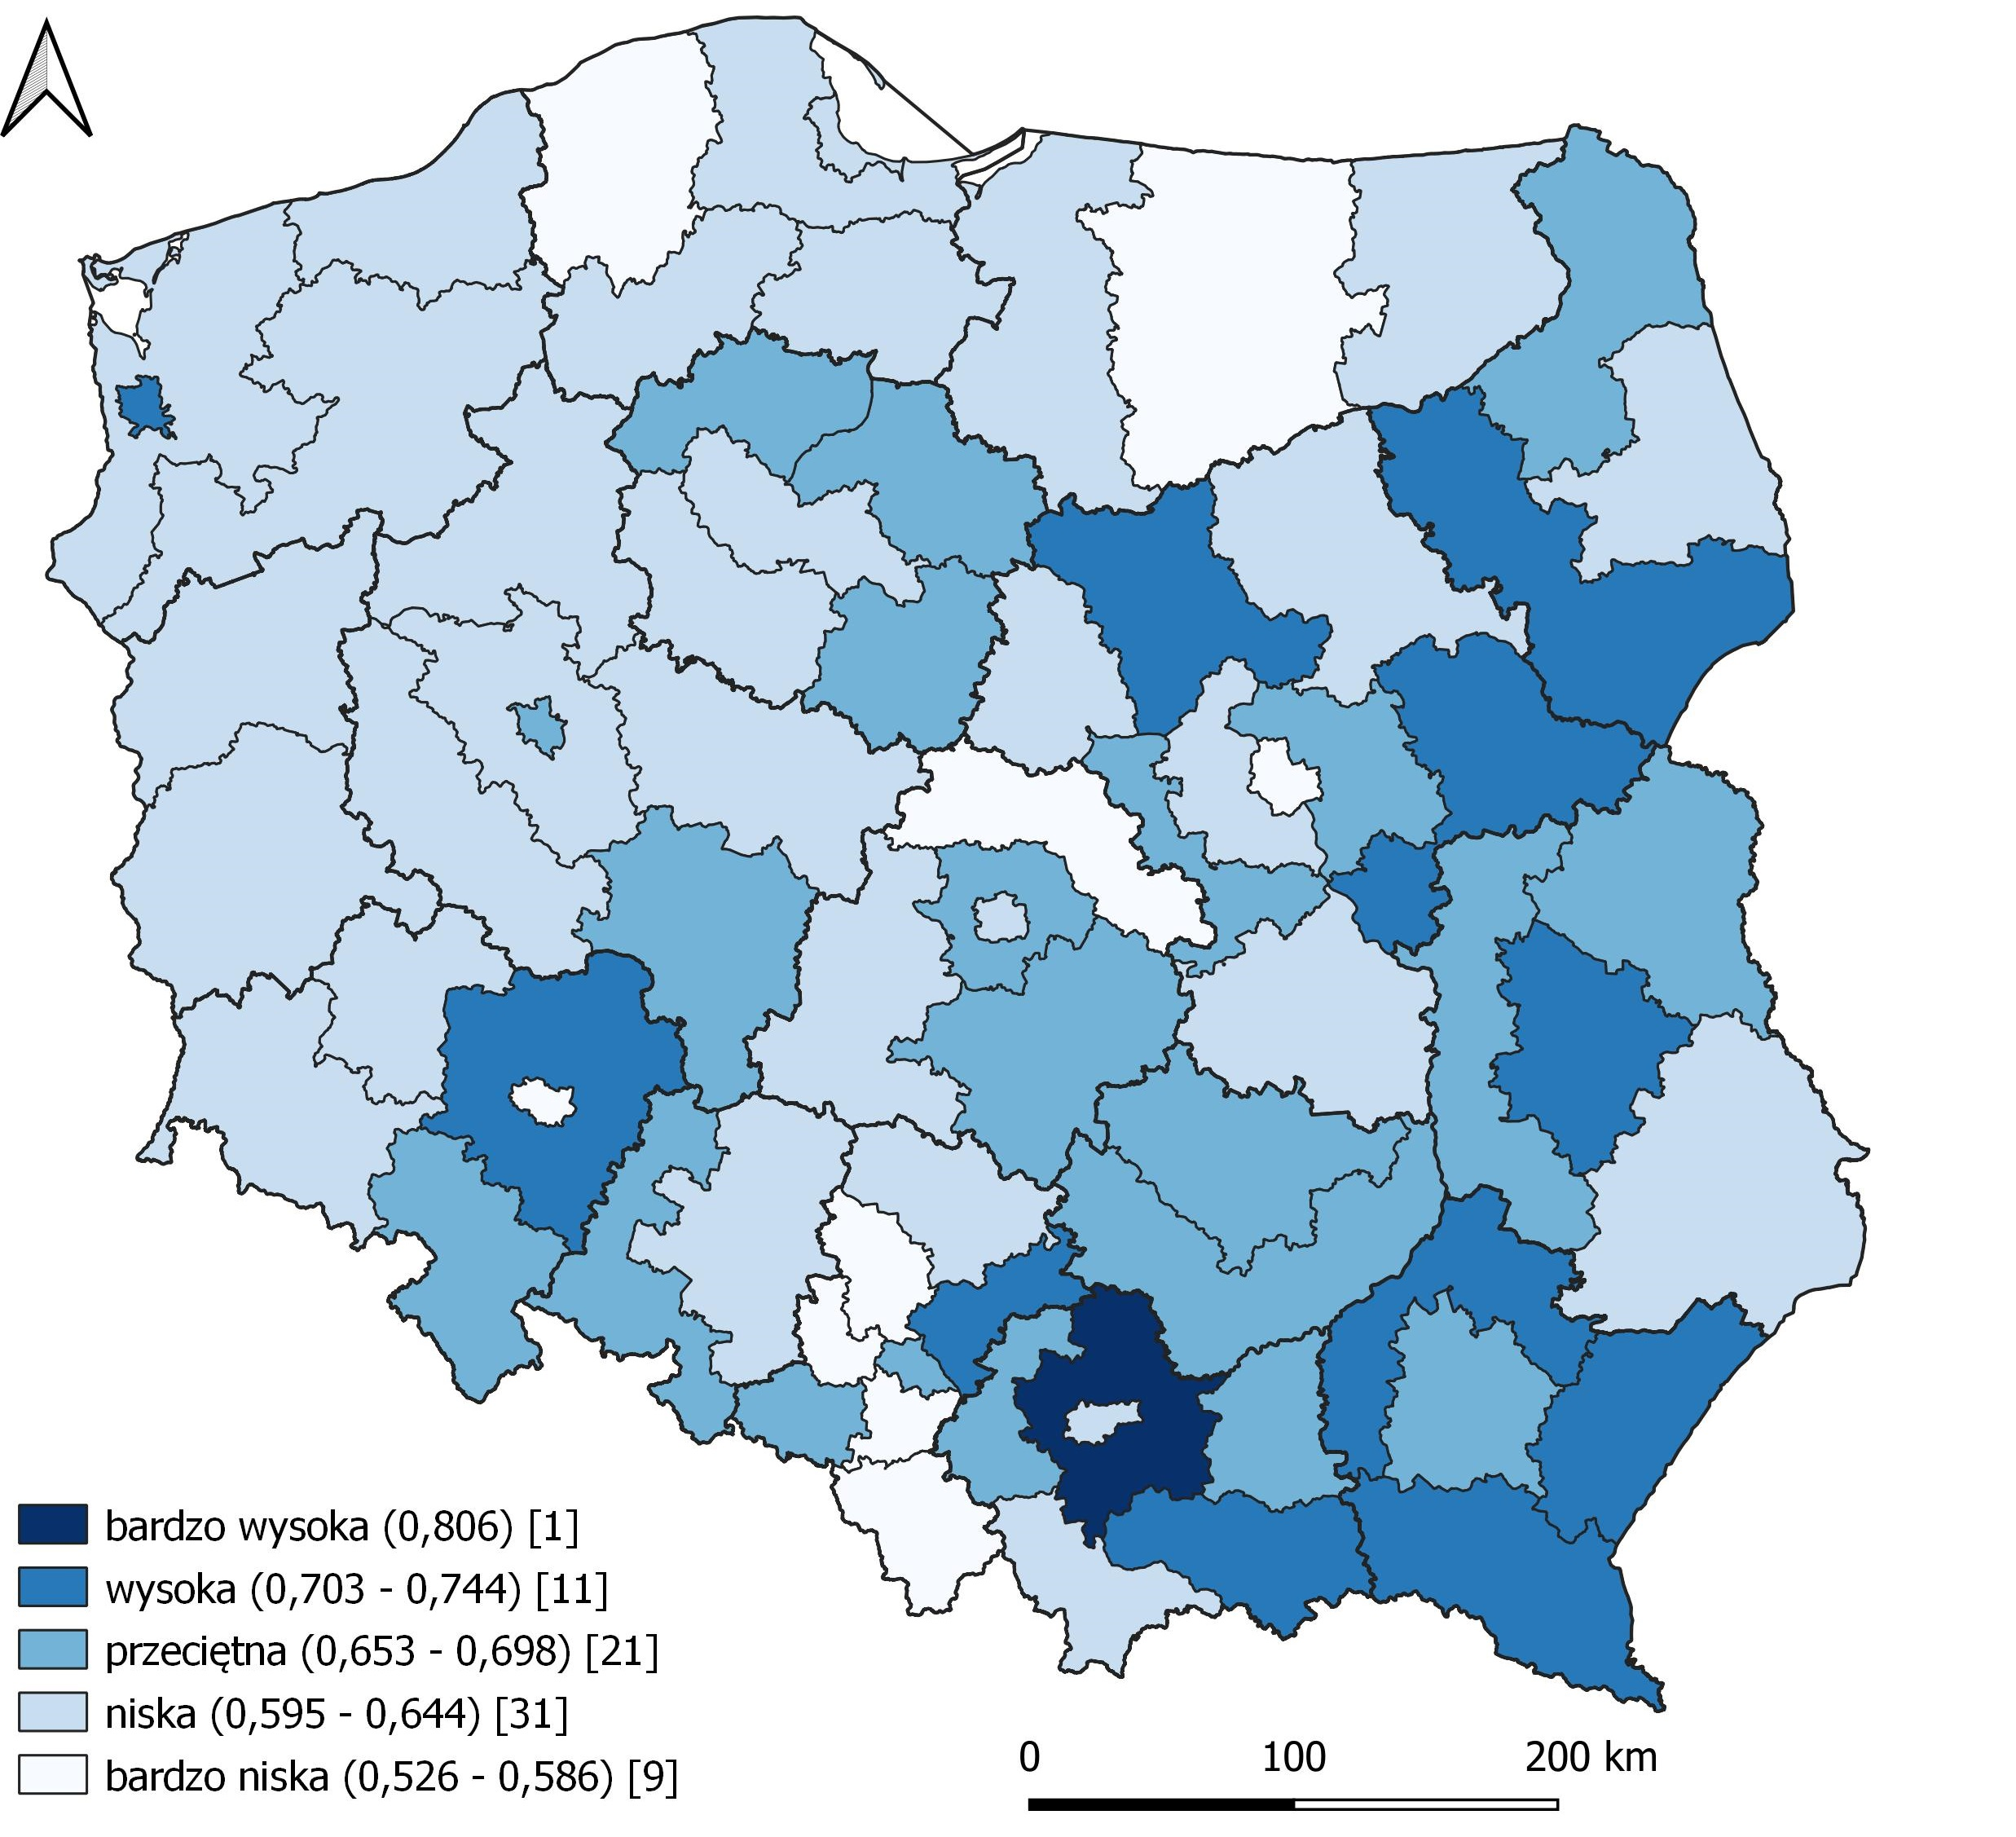 bardzo wysoka (0,806) [1]
wysoka (0,703 - 0,744) [11]
przeciętna (0,653 - 0,698) [21]
niska (0,595 - 0,644) [31]
bardzo niska (0,526 - 0,586) [9]
0 100 200 km